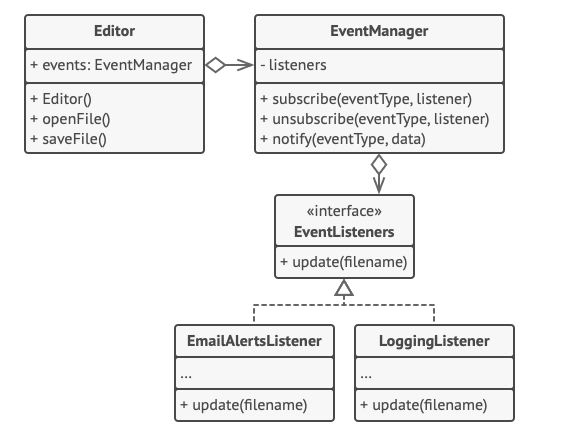 Editor
+ events: EventManager
+ Editor()
+ openFile()
+ saveFile()
EventManager
- listeners
+ subscribe(eventType, listener)
+ unsubscribe(eventType, listener)
+ notify(eventType, data)
«interface»
EventListeners
+ update(filename)
EmailAlertsListener
...
+ update(filename)
LoggingListener
...
+ update(filename)